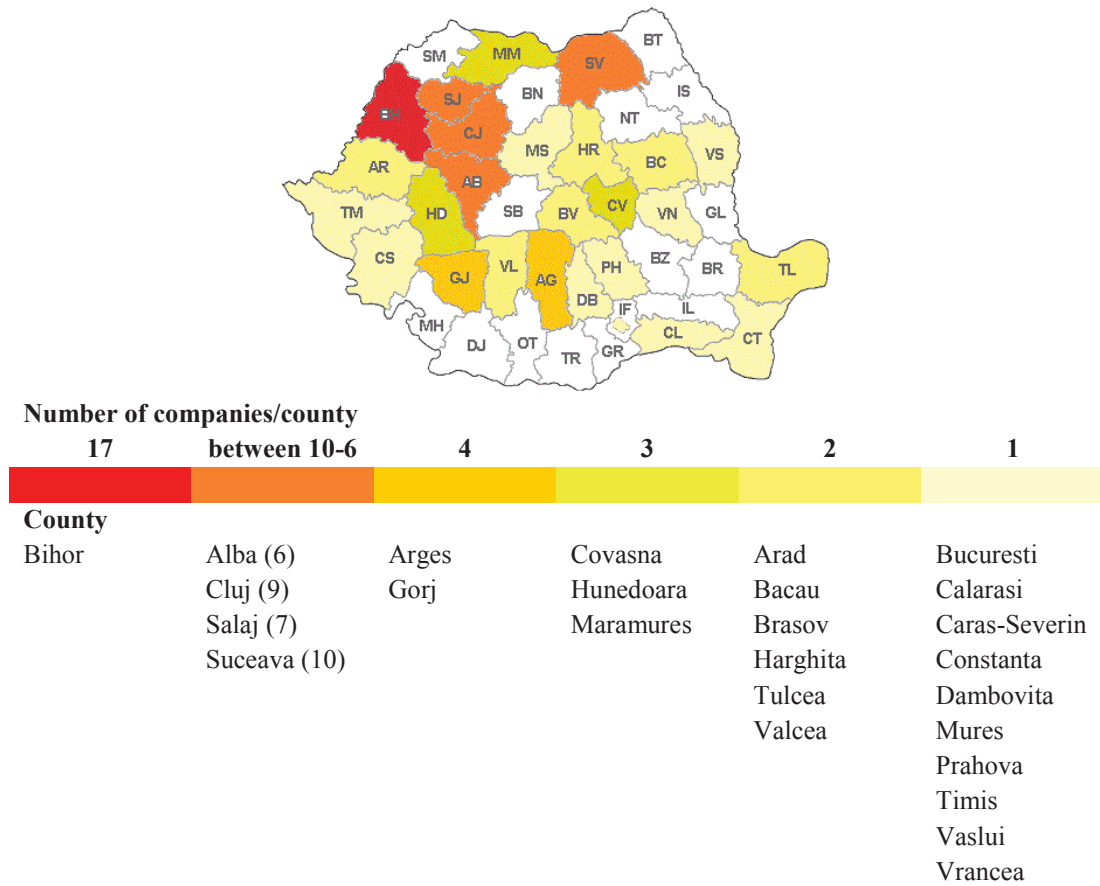 SM
MM
SV
BT
BH
SJ
BN
IS
CJ
NT
MS
HR
BC
VS
AR
AB
TM
HD
SB
BV
CV
VN
GL
CS
GJ
VL
AG
PH
BZ
BR
TL
DB
IF
IL
MH
DJ
OT
TR
GR
CL
CT
Number of companies/county
17 between 10-6 4 3 2 1
County
Bihor Alba (6) Arges Covasna Arad Bucuresti
Cluj (9) Gorj Hunedoara Bacau Calarasi
Salaj (7) Maramures Brasov Caras-Severin
Suceava (10) Harghita Constanta
Tulcea Dambovita
Valcea Mures
Prahova
Timis
Vaslui
Vrancea